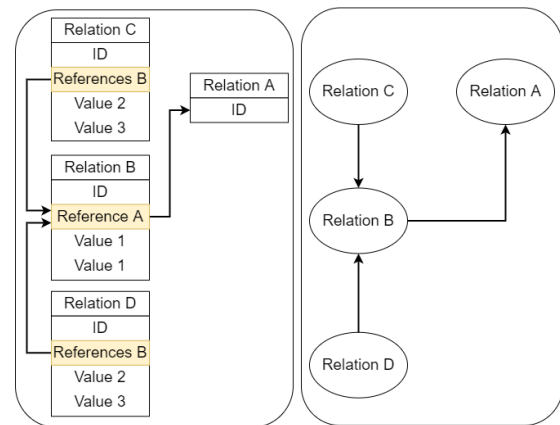 Relation C
ID
References B
Value 2
Value 3
Relation A
ID
Relation B
ID
Reference A
Value 1
Value 1
Relation D
ID
References B
Value 2
Value 3
Relation C
Relation A
Relation B
Relation D